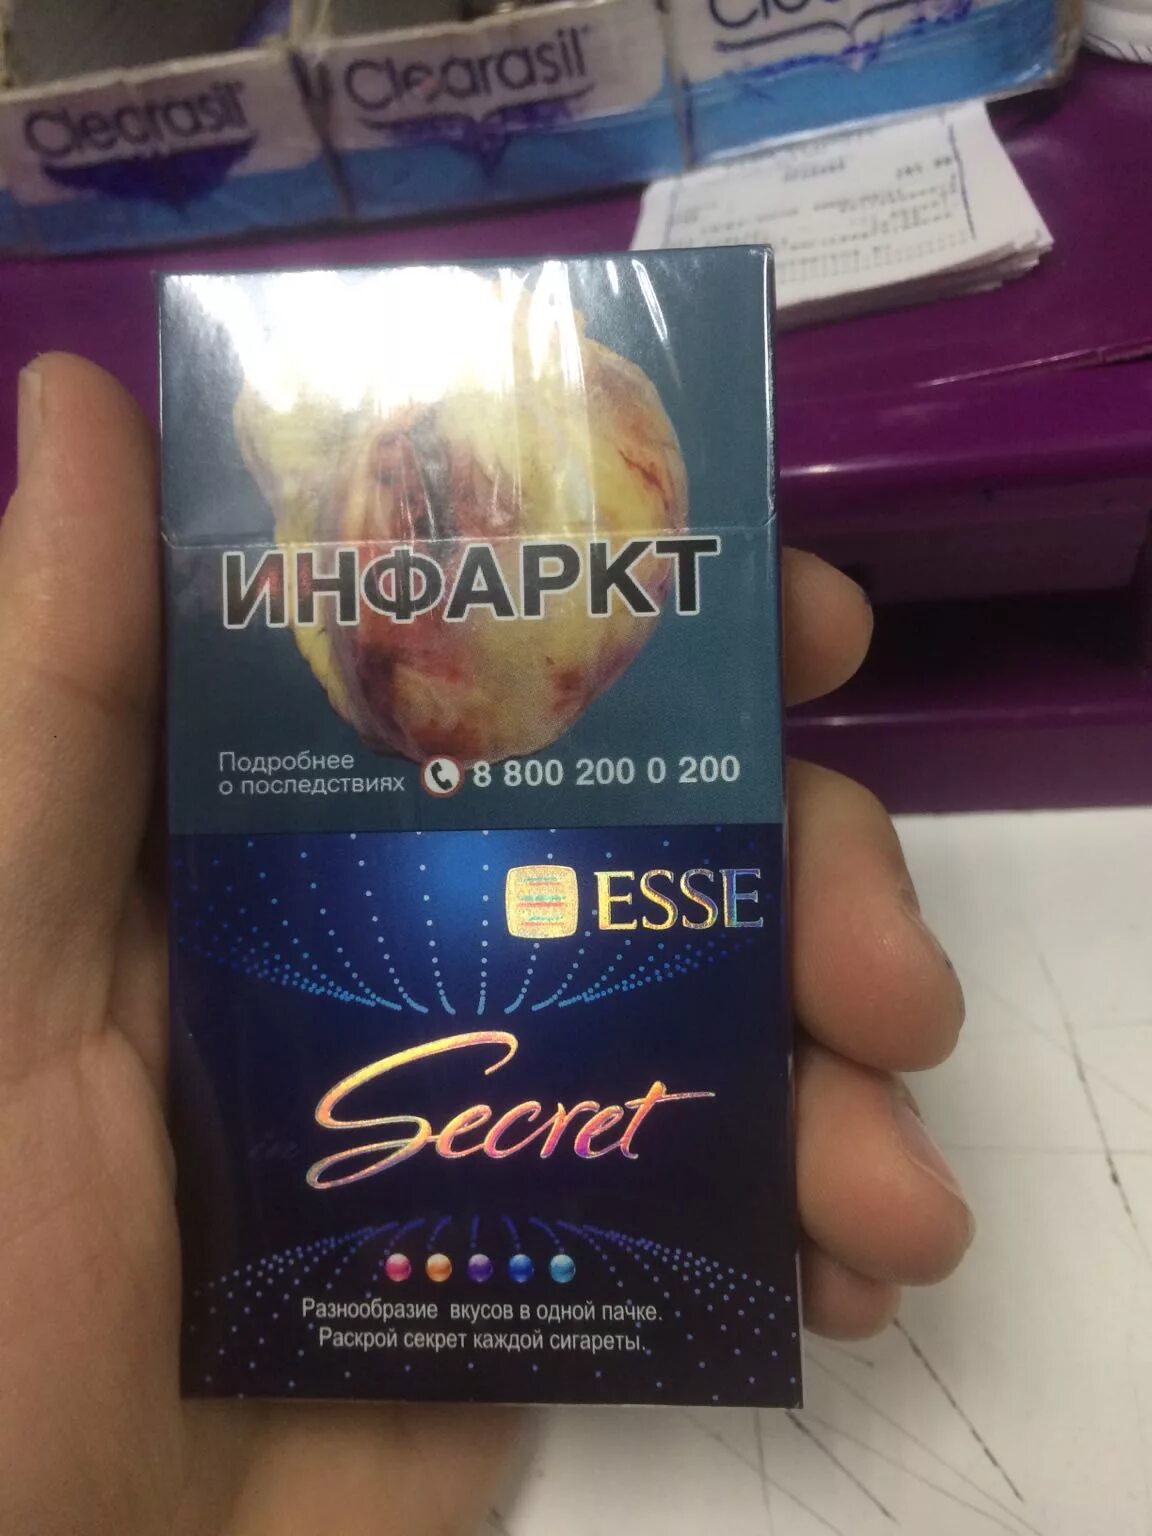 Clearasil Clearasil
ИНФАРКТ
Подробнее
о последствиях 8 800 200 0 200
ESSE
Secret
Разнообразие вкусов в одной пачке.
Раскрой секрет каждой сигареты.